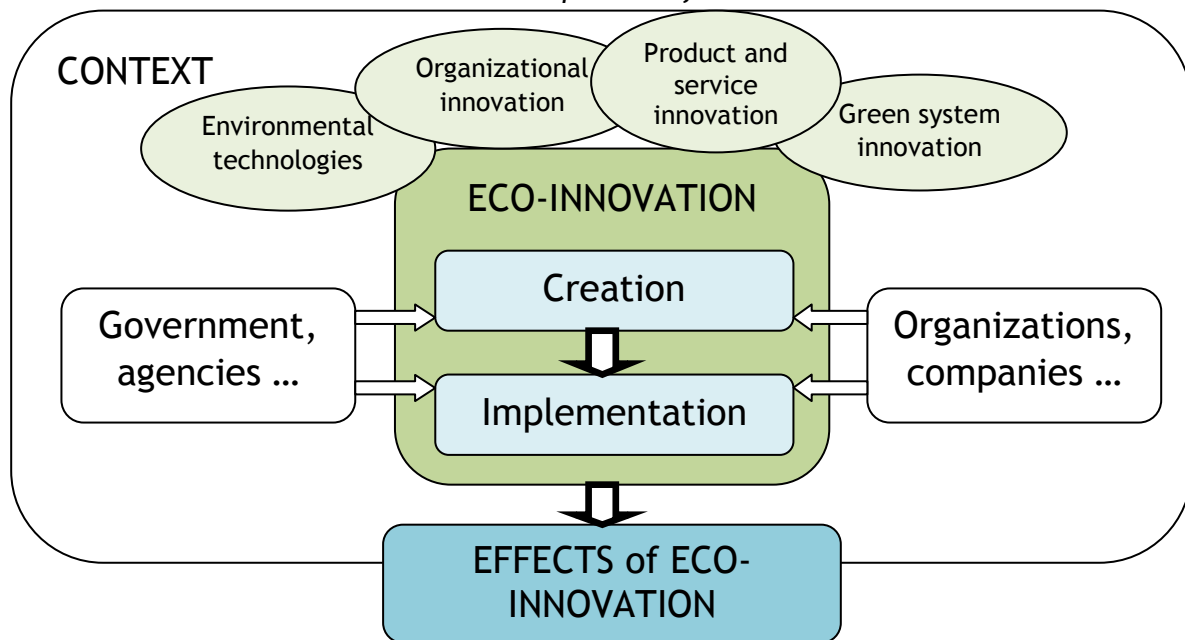 CONTEXT
Environmental
technologies
Organizational
innovation
Product and
service
innovation
Green system
innovation
ECO-INNOVATION
Creation
Implementation
Government,
agencies …
Organizations,
companies …
EFFECTS of ECO-
INNOVATION